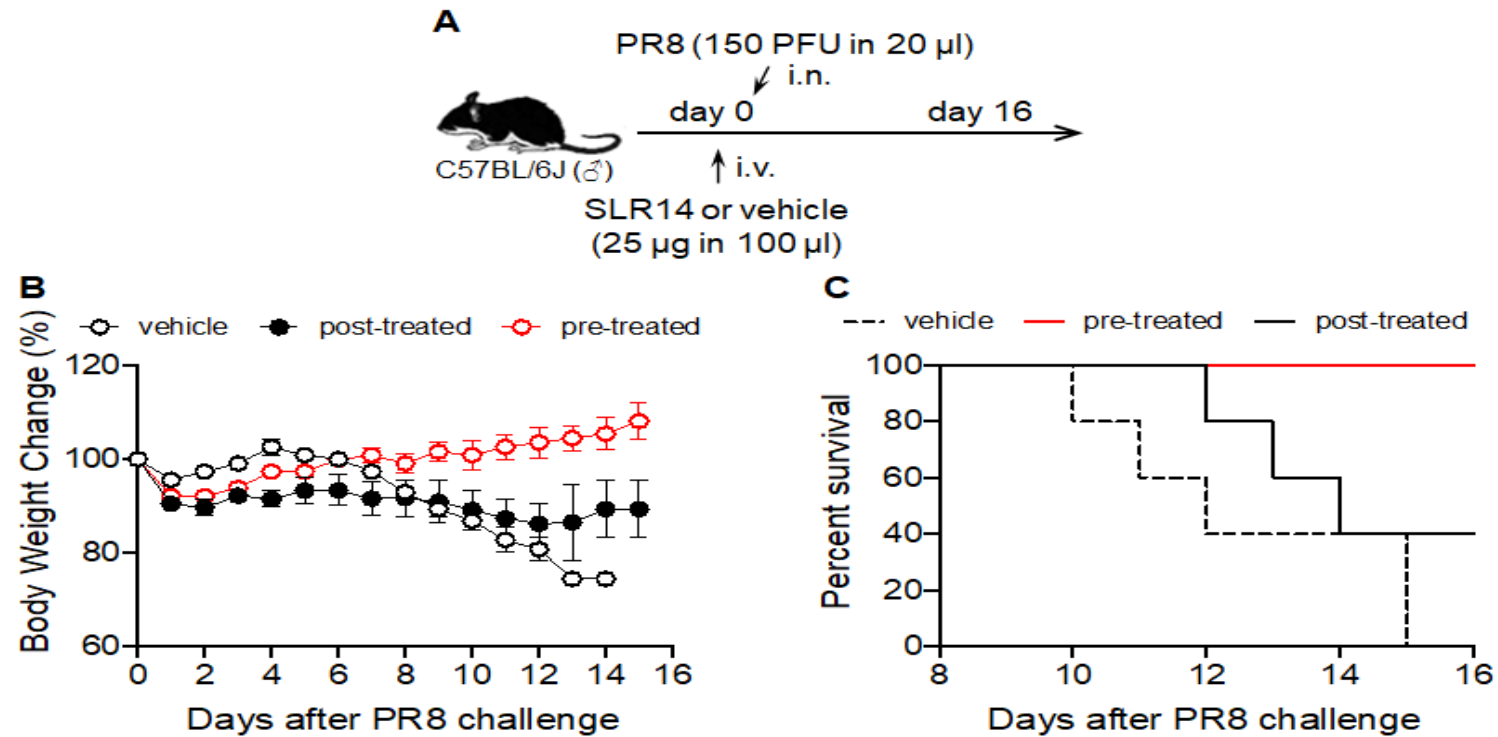 A
PR8 (150 PFU in 20 µl)
i.n.
day 0 day 16
C57BL/6J (♂)
i.v.
SLR14 or vehicle
(25 µg in 100 µl)
B
vehicle post-treated pre-treated
Body Weight Change (%)
120
100
80
60
0 2 4 6 8 10 12 14 16
Days after PR8 challenge
C
vehicle pre-treated post-treated
Percent survival
100
80
60
40
20
0
8 10 12 14 16
Days after PR8 challenge